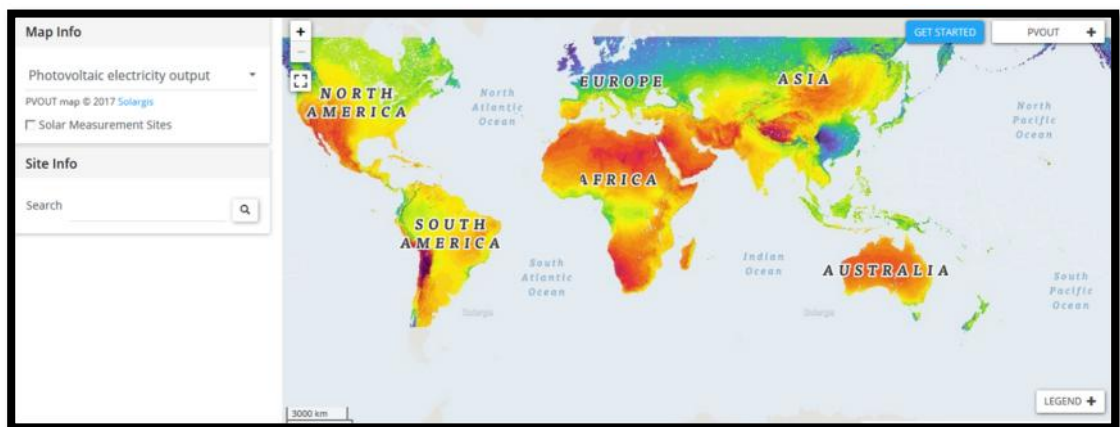 Map Info
Photovoltaic electricity output
PVOUT map © 2017 Solargis
Solar Measurement Sites
Site Info
Search
+
−
GET STARTED
PVOUT +
NORTH
AMERICA
North
Atlantic
Ocean
EUROPE
ASIA
North
Pacific
Ocean
AFRICA
SOUTH
AMERICA
South
Atlantic
Ocean
Indian
Ocean
AUSTRALIA
South
Pacific
Ocean
Solargis
Solargis
3000 km
LEGEND +